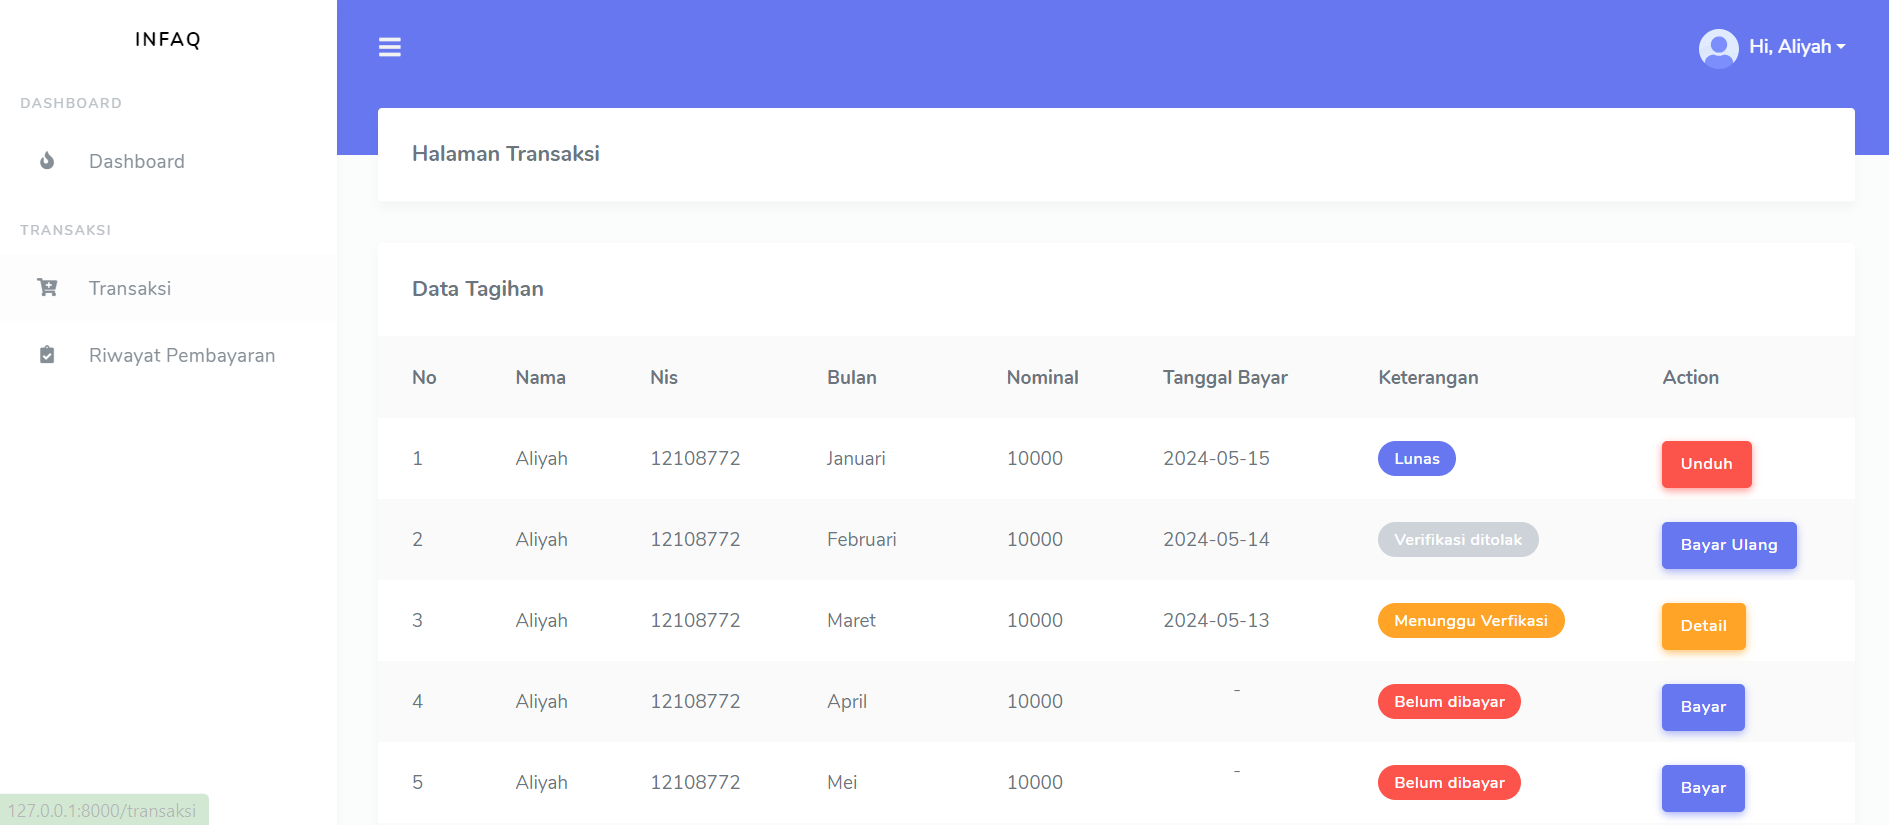 INFAQ
DASHBOARD
Dashboard
TRANSAKSI
Transaksi
Riwayat Pembayaran
Hi, Aliyah
Halaman Transaksi
Data Tagihan
No Nama Nis Bulan Nominal Tanggal Bayar Keterangan Action
1 Aliyah 12108772 Januari 10000 2024-05-15 Lunas Unduh
2 Aliyah 12108772 Februari 10000 2024-05-14 Verifikasi ditolak Bayar Ulang
3 Aliyah 12108772 Maret 10000 2024-05-13 Menunggu Verfikasi Detail
4 Aliyah 12108772 April 10000 - Belum dibayar Bayar
5 Aliyah 12108772 Mei 10000 - Belum dibayar Bayar
127.0.0.1:8000/transaksi